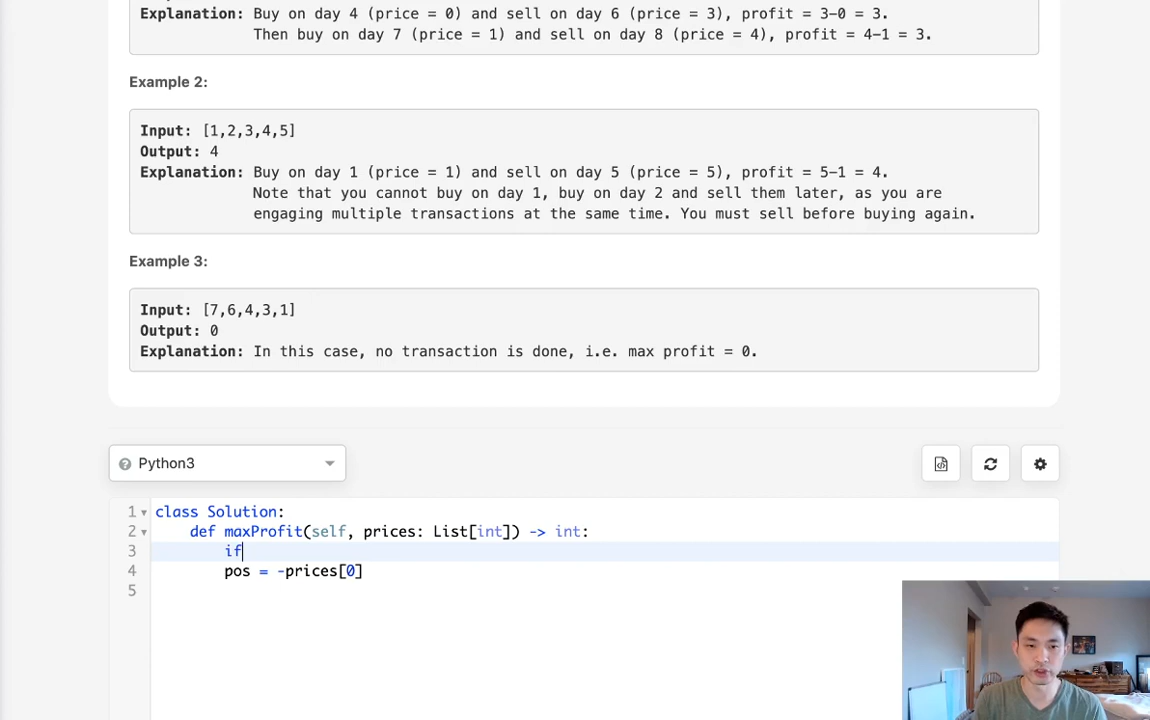 Explanation: Buy on day 4 (price = 0) and sell on day 6 (price = 3), profit = 3-0 = 3.
Then buy on day 7 (price = 1) and sell on day 8 (price = 4), profit = 4-1 = 3.
Example 2:
Input: [1,2,3,4,5]
Output: 4
Explanation: Buy on day 1 (price = 1) and sell on day 5 (price = 5), profit = 5-1 = 4.
Note that you cannot buy on day 1, buy on day 2 and sell them later, as you are
engaging multiple transactions at the same time. You must sell before buying again.
Example 3:
Input: [7,6,4,3,1]
Output: 0
Explanation: In this case, no transaction is done, i.e. max profit = 0.
Python3
1 class Solution:
2 def maxProfit(self, prices: List[int]) -> int:
3 if
4 pos = -prices[0]
5